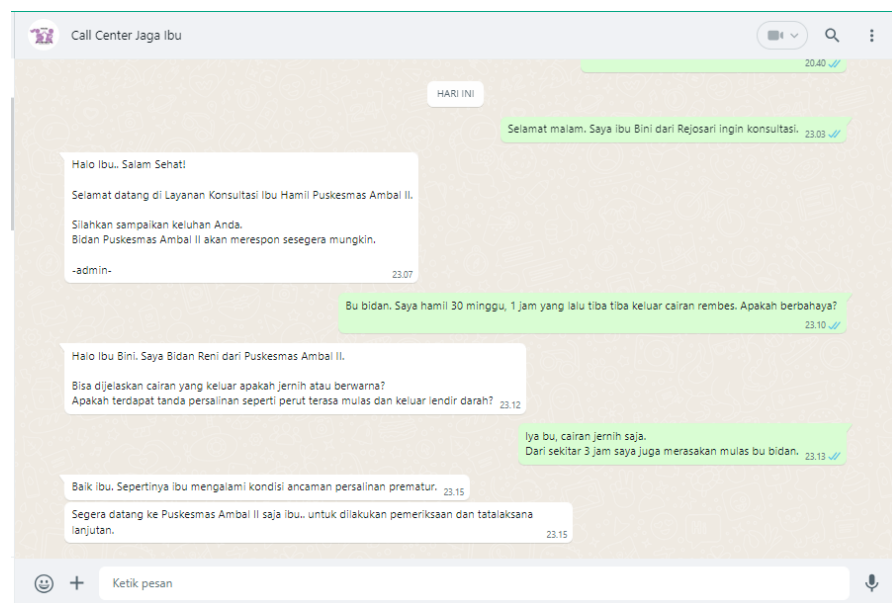 Call Center Jaga Ibu
20.40
HARI INI
Selamat malam. Saya ibu Bini dari Rejosari ingin konsultasi. 23.03
Halo Ibu.. Salam Sehat!
Selamat datang di Layanan Konsultasi Ibu Hamil Puskesmas Ambal II.
Silahkan sampaikan keluhan Anda.
Bidan Puskesmas Ambal II akan merespon sesegera mungkin.
-admin-
23.07
Bu bidan. Saya hamil 30 minggu, 1 jam yang lalu tiba tiba keluar cairan rembes. Apakah berbahaya?
23.10
Halo Ibu Bini. Saya Bidan Reni dari Puskesmas Ambal II.
Bisa dijelaskan cairan yang keluar apakah jernih atau berwarna?
Apakah terdapat tanda persalinan seperti perut terasa mulas dan keluar lendir darah? 23.12
Iya bu, cairan jernih saja.
Dari sekitar 3 jam saya juga merasakan mulas bu bidan. 23.13
Baik ibu. Sepertinya ibu mengalami kondisi ancaman persalinan prematur. 23.15
Segera datang ke Puskesmas Ambal II saja ibu.. untuk dilakukan pemeriksaan dan tatalaksana
lanjutan. 23.15
Ketik pesan